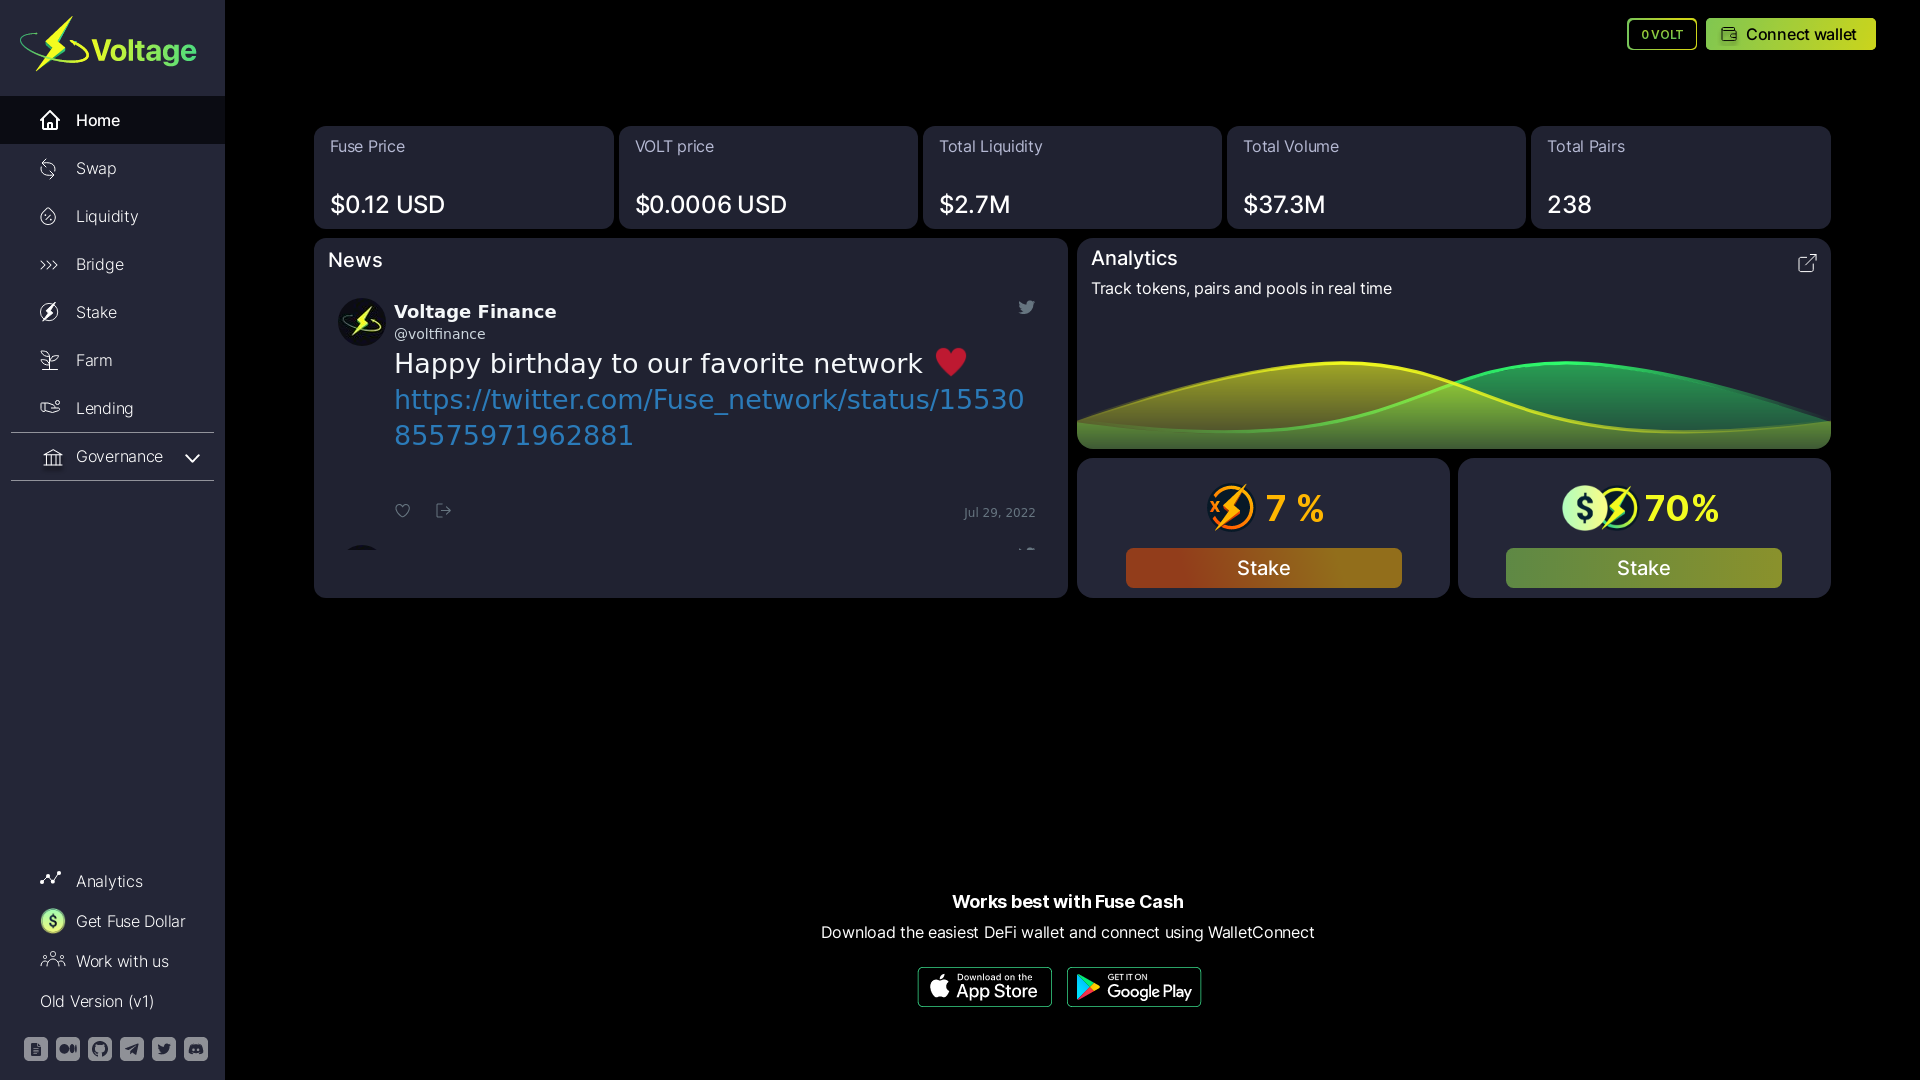 Voltage
Home
Swap
Liquidity
Bridge
Stake
Farm
Lending
Governance
Analytics
Get Fuse Dollar
Work with us
Old Version (v1)
0 VOLT
Connect wallet
Fuse Price
$0.12 USD
VOLT price
$0.0006 USD
Total Liquidity
$2.7M
Total Volume
$37.3M
Total Pairs
238
News
Voltage Finance
@voltfinance
Happy birthday to our favorite network ❤
https://twitter.com/Fuse_network/status/15530
85575971962881
Jul 29, 2022
Analytics
Track tokens, pairs and pools in real time
X
7 %
Stake
$
70%
Stake
Works best with Fuse Cash
Download the easiest DeFi wallet and connect using WalletConnect
Download on the
App Store
GET IT ON
Google Play